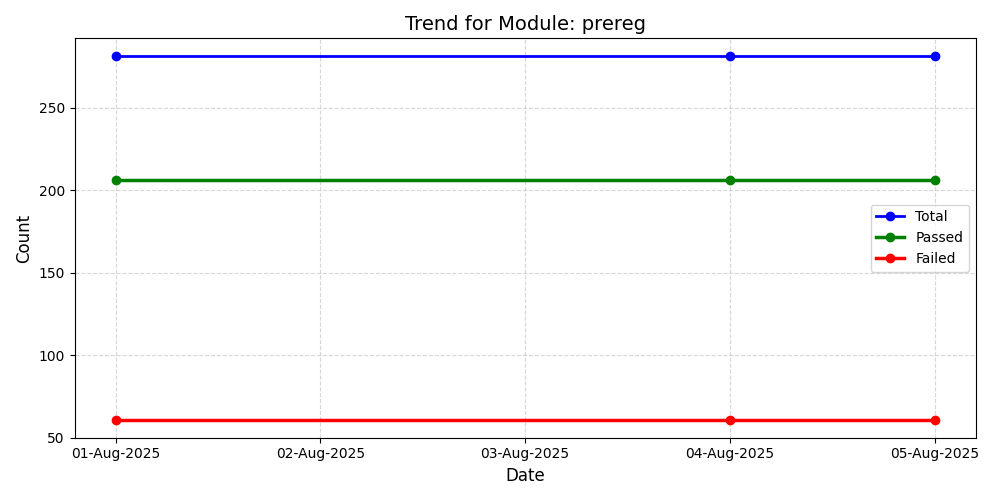 Trend for Module: prereg
Count
250
200
150
100
50
Total
Passed
Failed
01-Aug-2025
02-Aug-2025
03-Aug-2025
04-Aug-2025
05-Aug-2025
Date